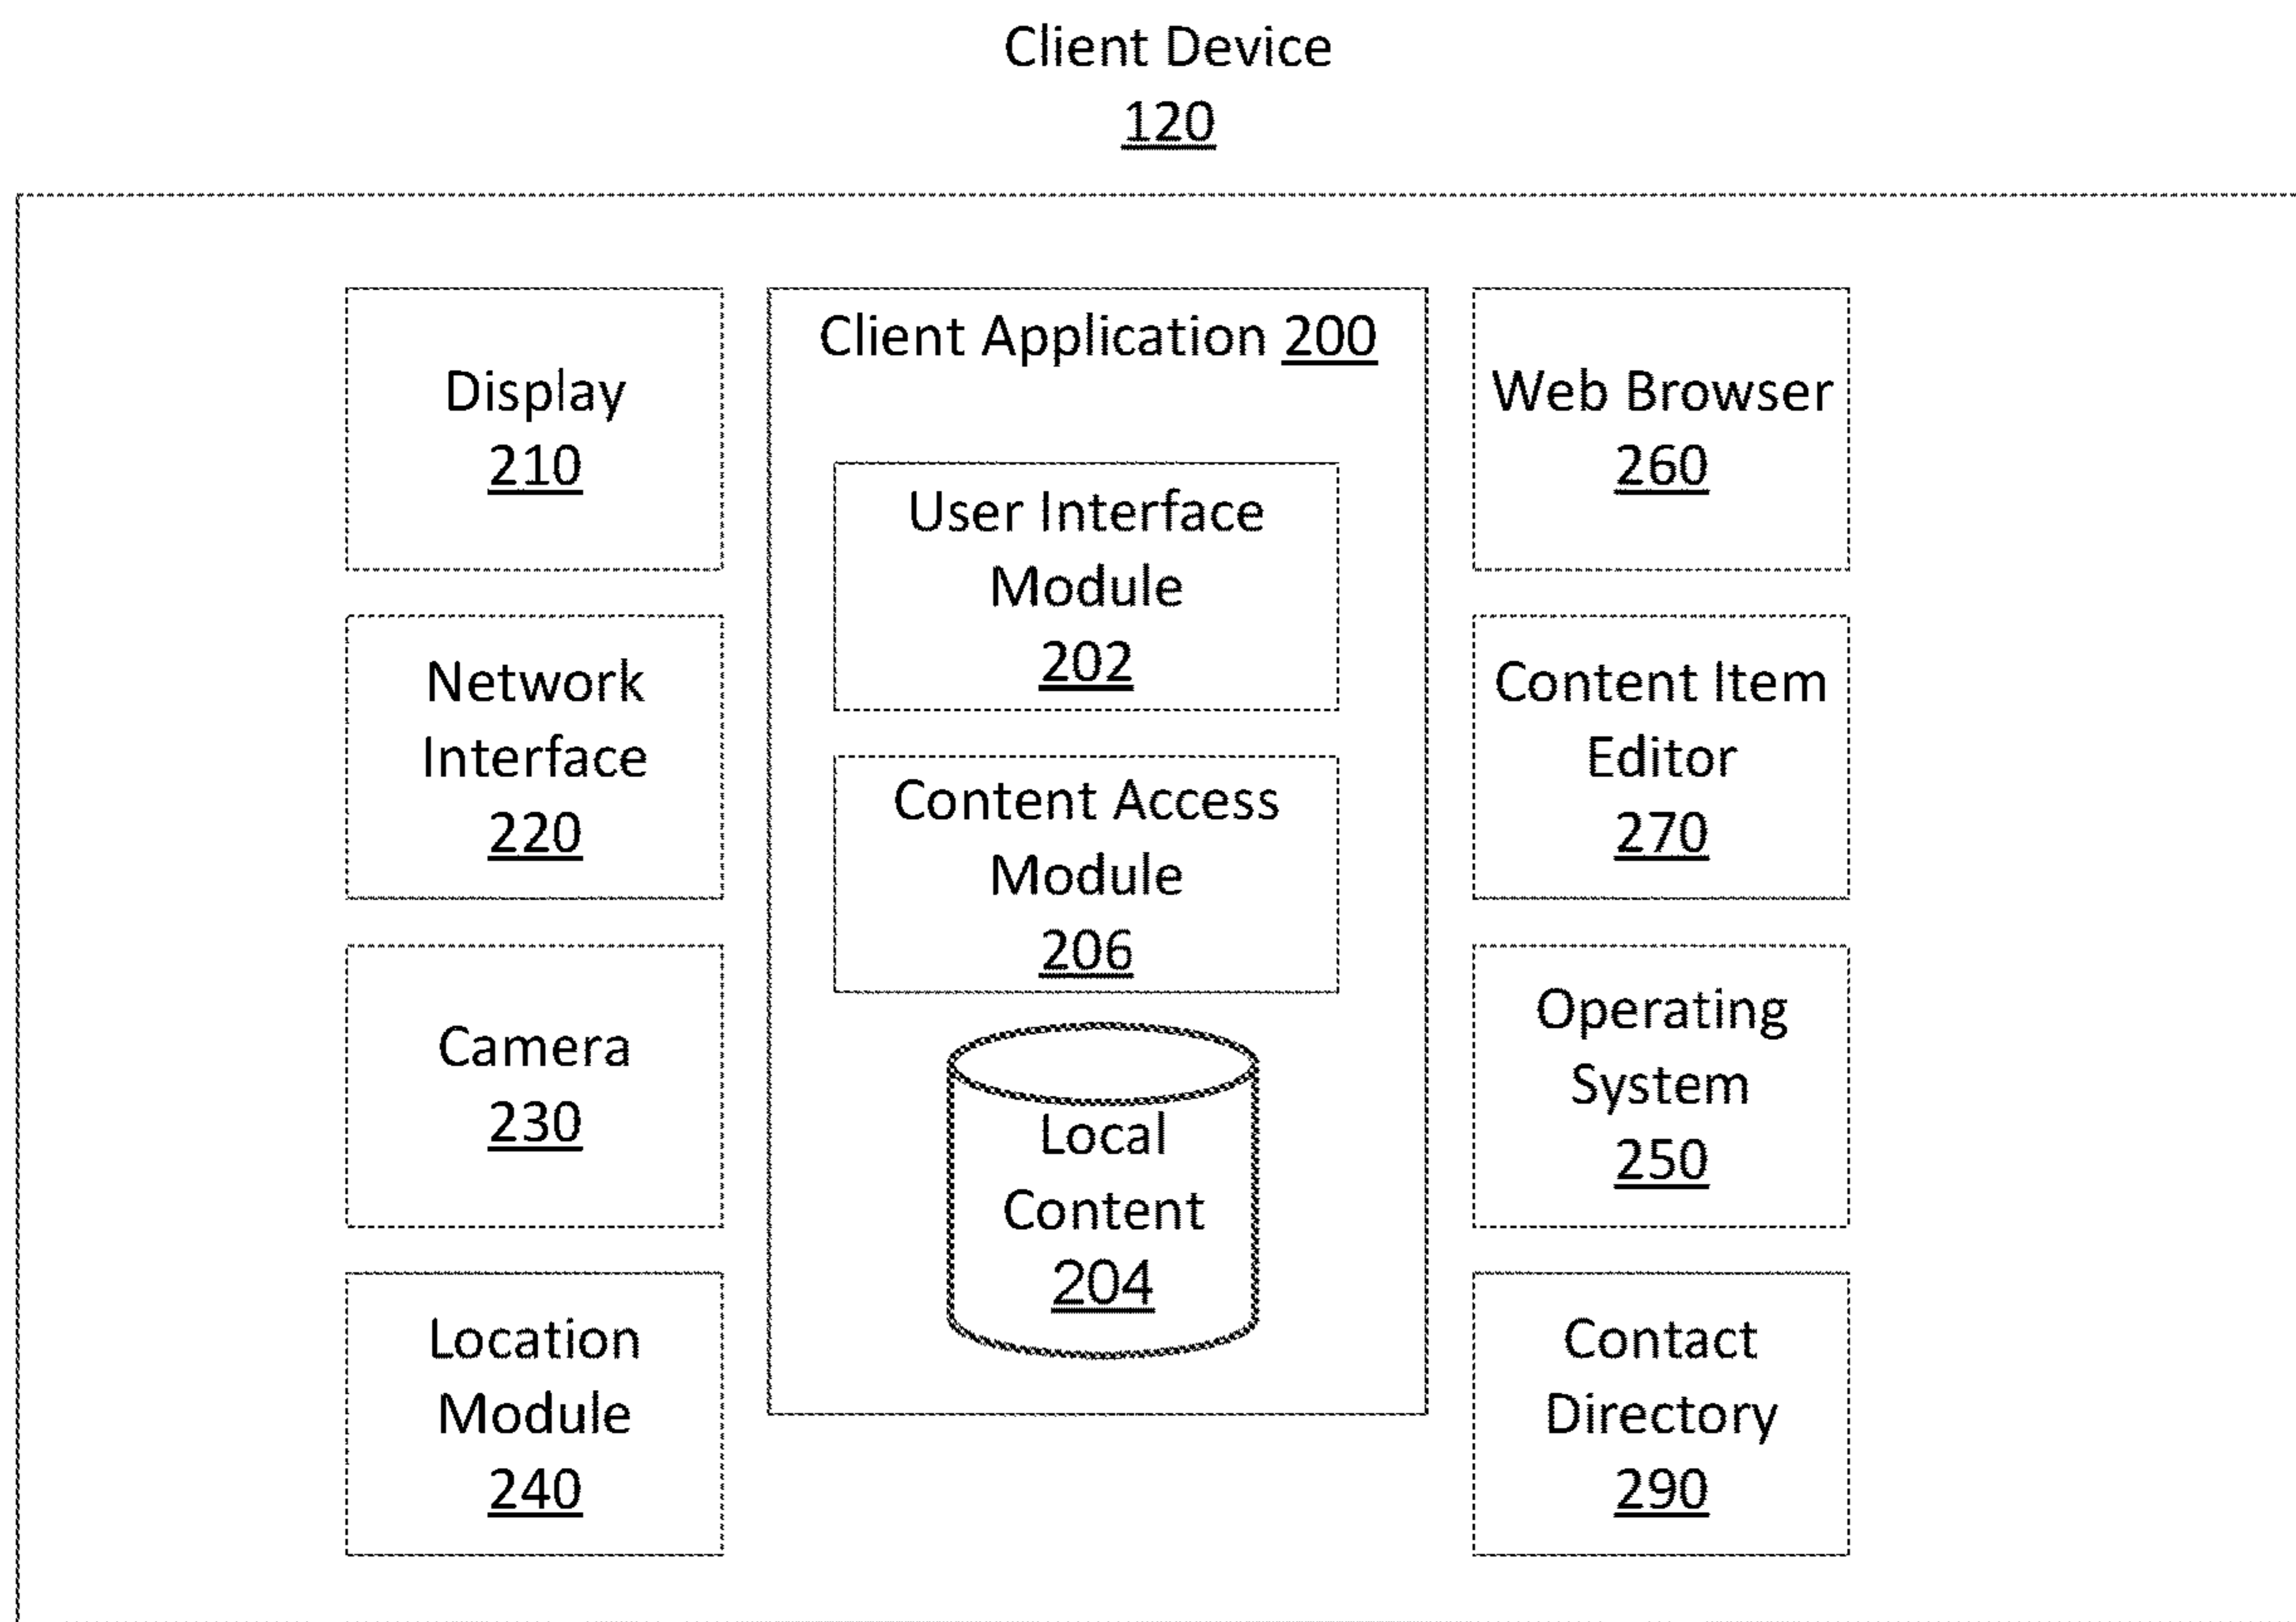 Client Device
120
Display
210
Network
Interface
220
Camera
230
Location
Module
240
Client Application 200
User Interface
Module
202
Content Access
Module
206
Local
Content
204
Web Browser
260
Content Item
Editor
270
Operating
System
250
Contact
Directory
290